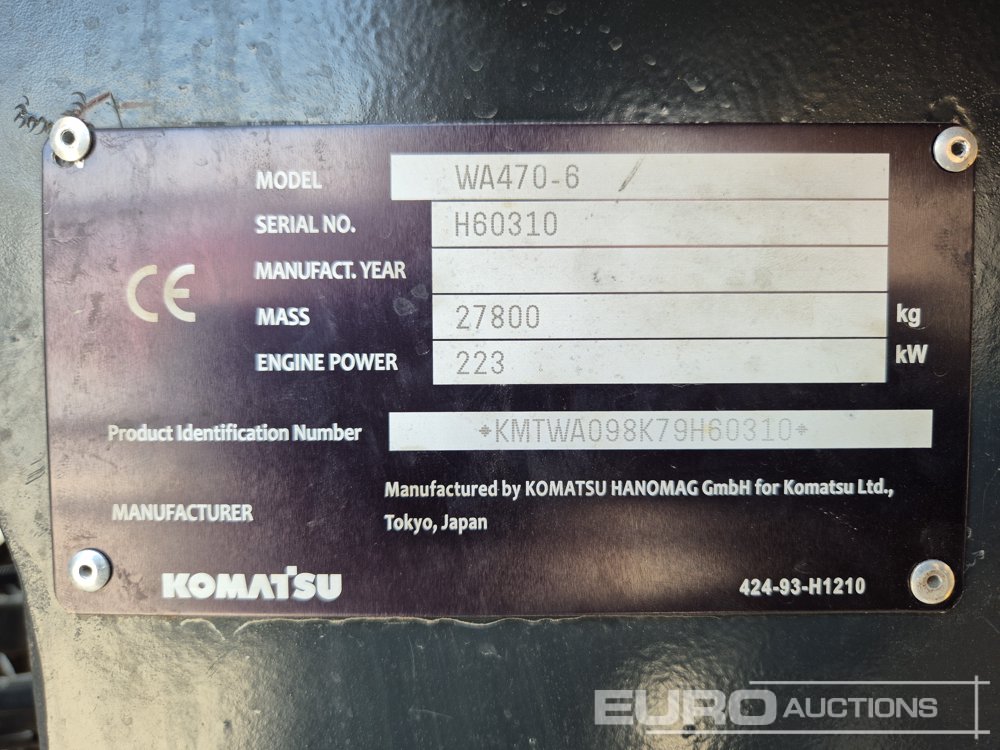 MODEL WA470-6
SERIAL NO. H60310
MANUFACT. YEAR
CE
MASS 27800 kg
ENGINE POWER 223 kW
Product Identification Number *KMTWA098K79H60310*
MANUFACTURER Manufactured by KOMATSU HANOMAG GmbH for Komatsu Ltd.,
Tokyo, Japan
KOMATSU 424-93-H1210
EURO AUCTIONS